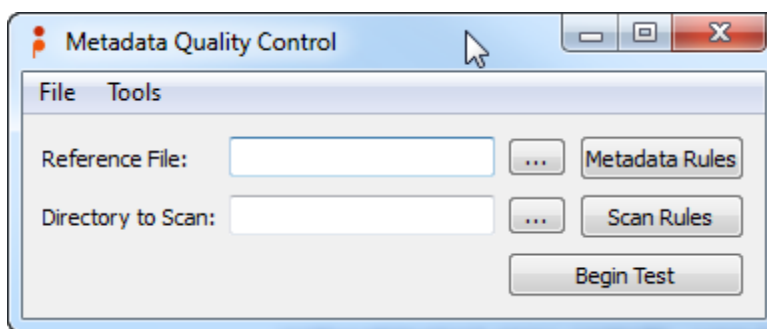 Metadata Quality Control
File Tools
Reference File: ... Metadata Rules
Directory to Scan: ... Scan Rules
Begin Test